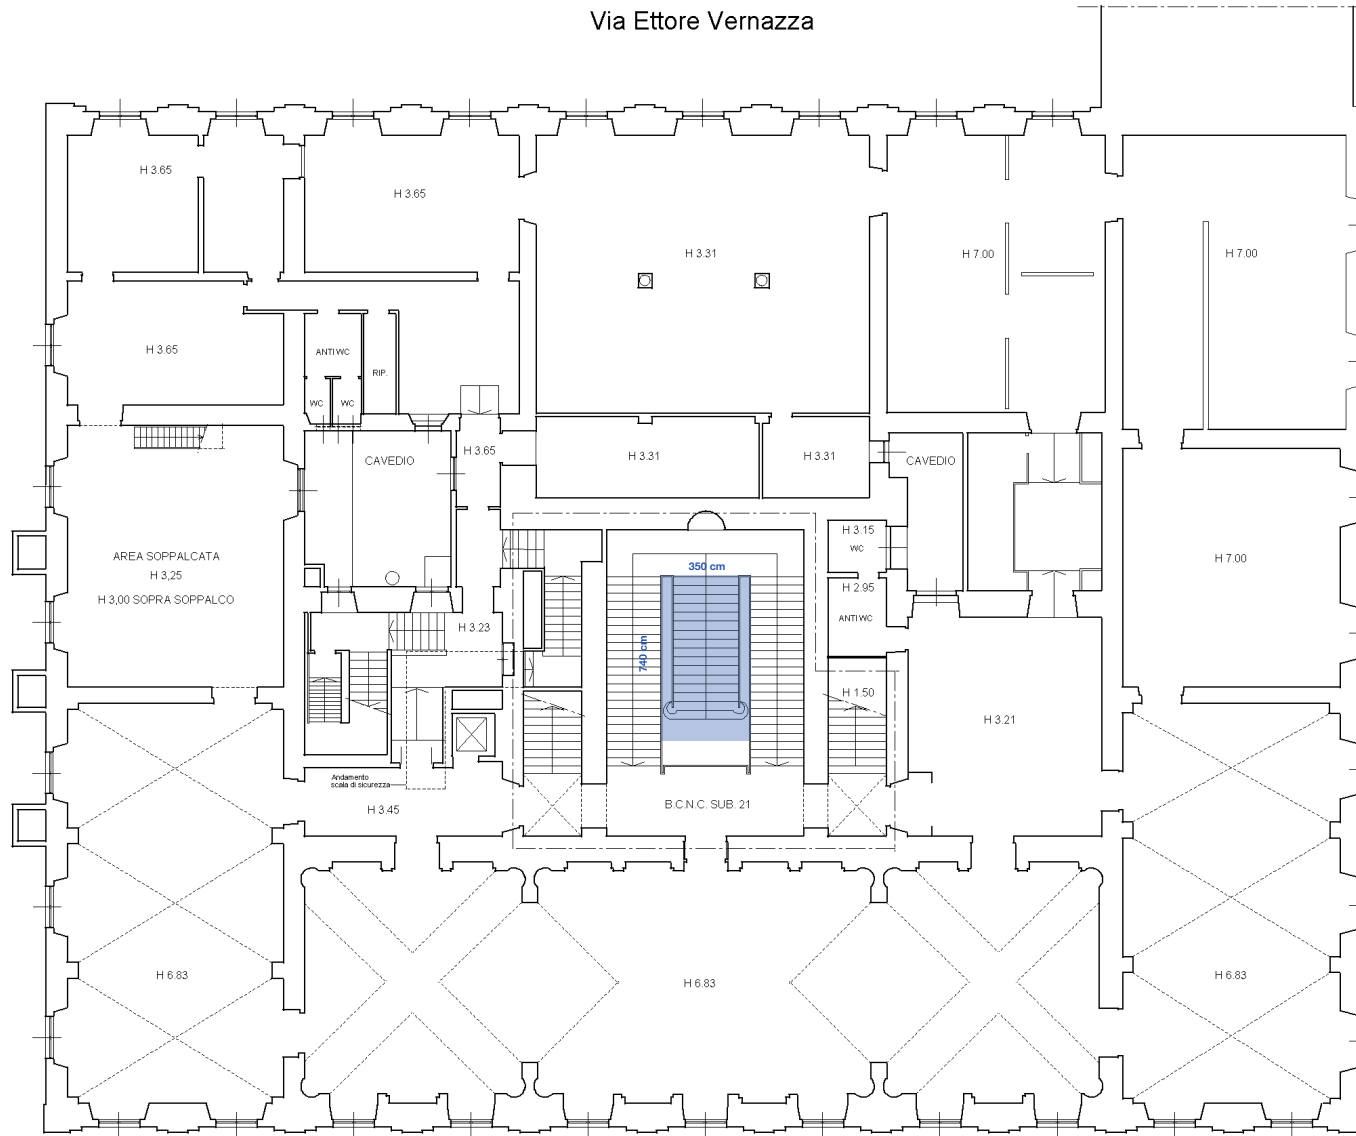 Via Ettore Vernazza
H 3.65
H 3.65
H 3.31
H 7.00
H 7.00
H 3.65
ANTI WC
RIP.
WC
WC
CAVEDIO
H 3.65
H 3.31
H 3.31
CAVEDIO
AREA SOPPALCATA
H 3,25
H 3,00 SOPRA SOPPALCO
H 3.15
WC
H 7.00
350 cm
H 2.95
ANTI WC
H 3.23
740 cm
H 1.50
H 3.21
Andamento
scala di sicurezza
H 3.45
B.C.N.C. SUB. 21
H 6.83
H 6.83
H 6.83